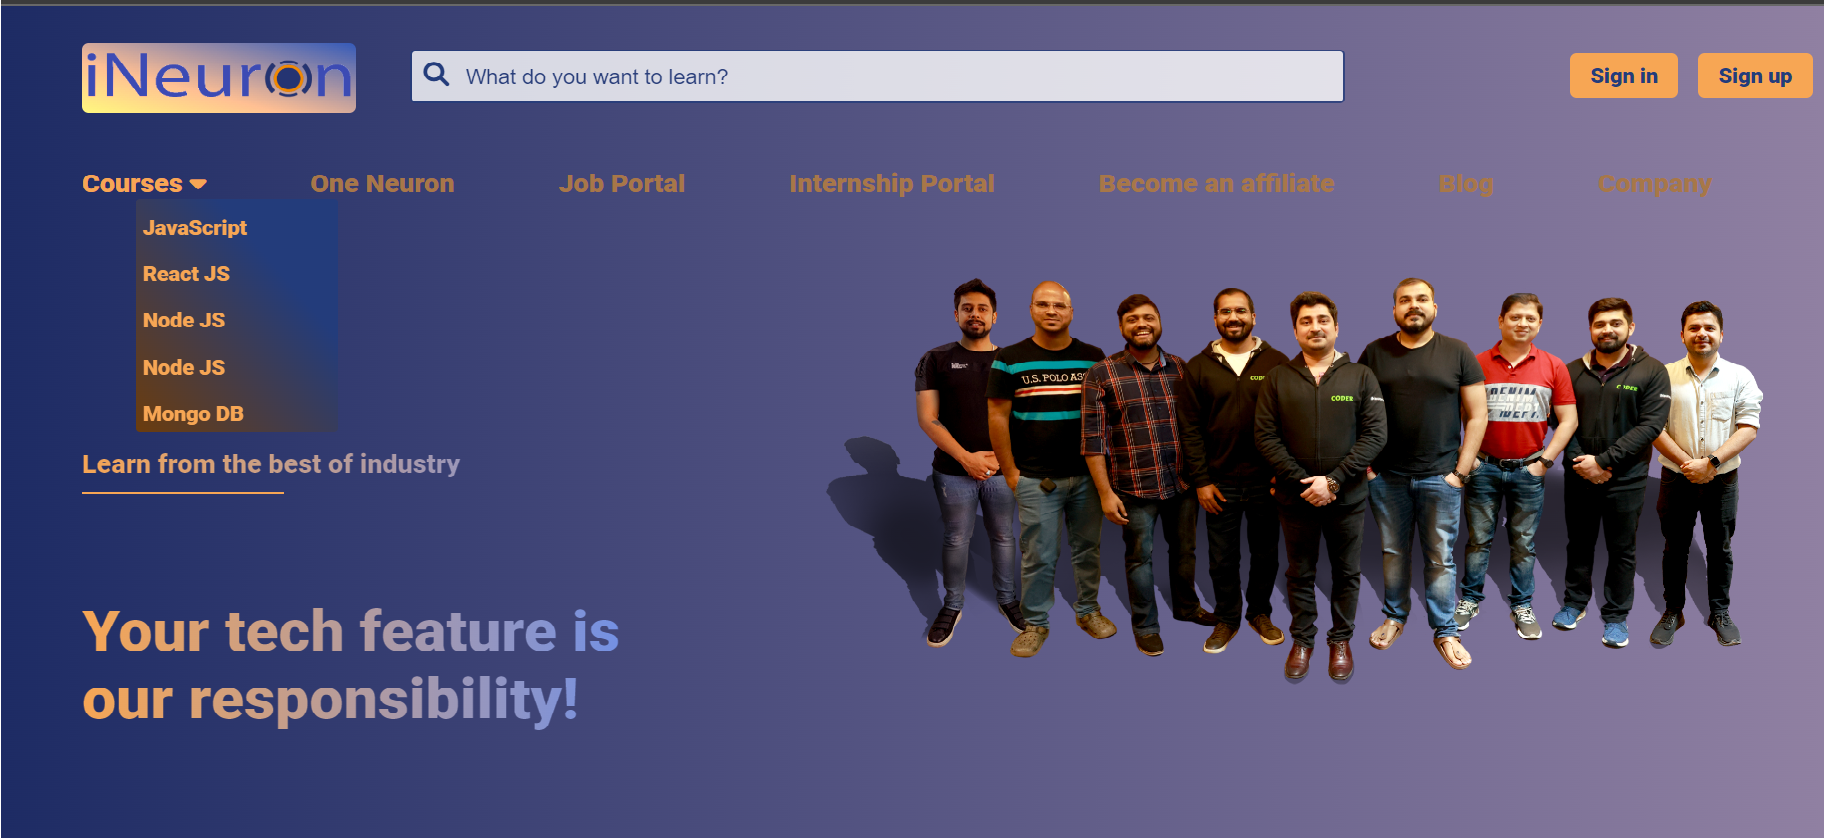 iNeuron
What do you want to learn?
Sign in
Sign up
Courses
One Neuron
Job Portal
Internship Portal
Become an affiliate
Blog
Company
JavaScript
React JS
Node JS
Node JS
Mongo DB
Learn from the best of industry
Your tech feature is
our responsibility!
U.S. POLO ASS
CODER
CODER